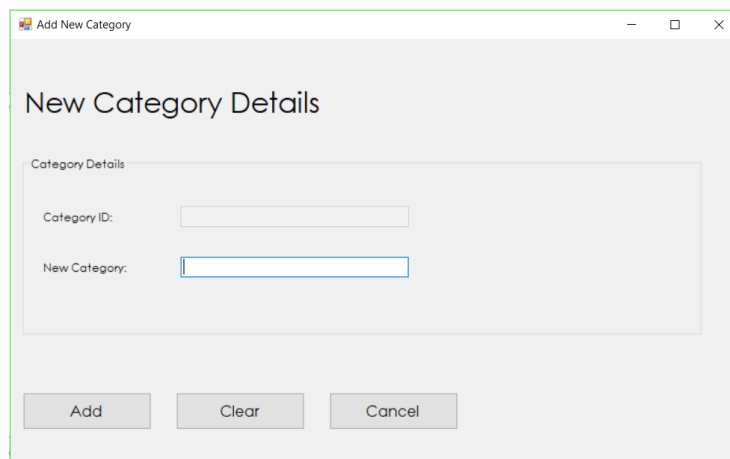 Add New Category
New Category Details
Category Details
Category ID:
New Category:
Add Clear Cancel